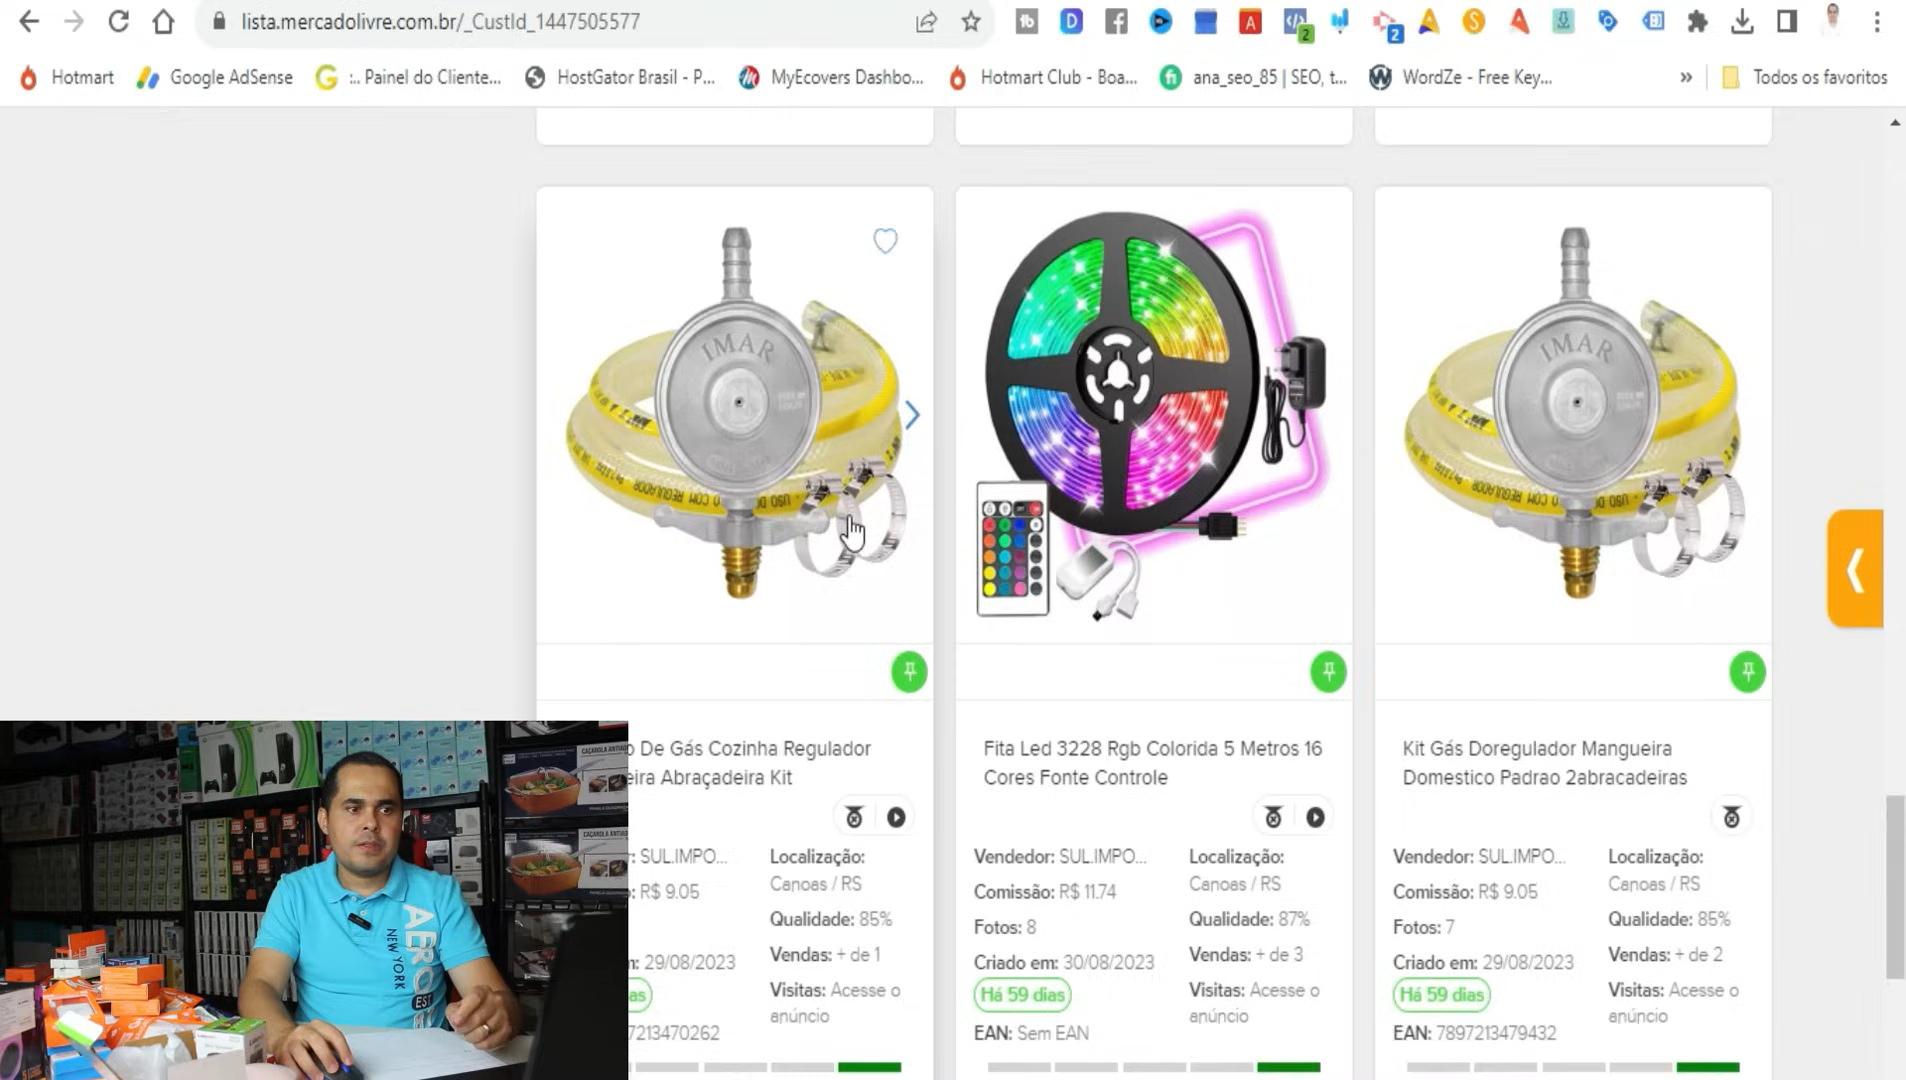 lista.mercadolivre.com.br/_CustId_1447505577
2
2
Hotmart
Google AdSense
:.. Painel do Cliente...
HostGator Brasil - P...
MyEcovers Dashbo...
Hotmart Club - Boa...
ana_seo_85 | SEO, t...
WordZe - Free Key...
»
Todos os favoritos
IMAR
IMAR
o De Gás Cozinha Regulador
eira Abraçadeira Kit
r: SUL.IMPO...
Localização:
Canoas / RS
: R$ 9.05
Qualidade: 85%
Vendas: + de 1
: 29/08/2023
as
Visitas: Acesse o
anúncio
7213470262
Fita Led 3228 Rgb Colorida 5 Metros 16
Cores Fonte Controle
Vendedor: SUL.IMPO...
Localização:
Canoas / RS
Comissão: R$ 11.74
Qualidade: 87%
Fotos: 8
Vendas: + de 3
Criado em: 30/08/2023
Há 59 dias
Visitas: Acesse o
anúncio
EAN: Sem EAN
Kit Gás Doregulador Mangueira
Domestico Padrao 2abracadeiras
Vendedor: SUL.IMPO...
Localização:
Canoas / RS
Comissão: R$ 9.05
Qualidade: 85%
Fotos: 7
Vendas: + de 2
Criado em: 29/08/2023
Há 59 dias
Visitas: Acesse o
anúncio
EAN: 7897213479432
AERO
NEW YORK
EST